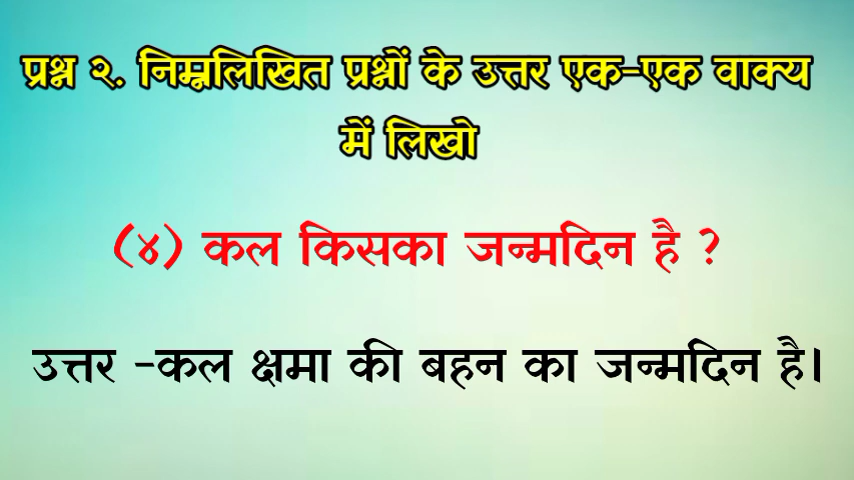 प्रश्न २. निम्नलिखित प्रश्नों के उत्तर एक-एक वाक्य
में लिखो
(४) कल किसका जन्मदिन है ?
उत्तर -कल क्षमा की बहन का जन्मदिन है।